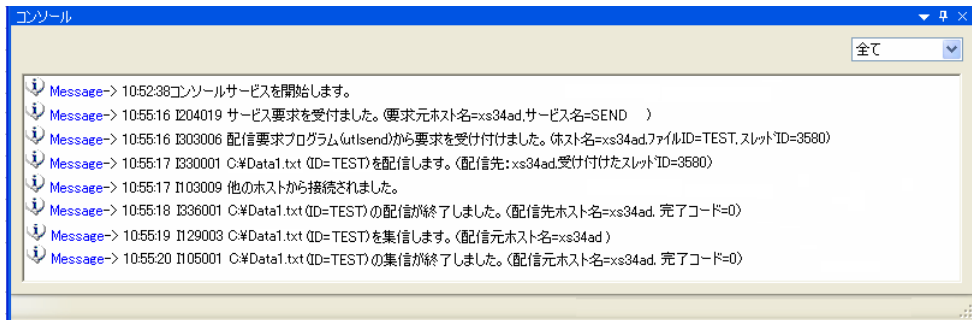 コンソール
全て
Message-> 10:52:38コンソールサービスを開始します。
Message-> 10:55:16 I204019 サービス要求を受付ました。(要求元ホスト名=xs34ad,サービス名=SEND )
Message-> 10:55:16 I303006 配信要求プログラム(utlsend)から要求を受け付けました。(ホスト名=xs34ad,ファイルID=TEST,スレッドID=3580)
Message-> 10:55:17 I330001 C:¥Data1.txt (ID=TEST)を配信します。(配信先：xs34ad,受け付けたスレッドID=3580)
Message-> 10:55:17 I103009 他のホストから接続されました。
Message-> 10:55:18 I336001 C:¥Data1.txt (ID=TEST)の配信が終了しました。(配信先ホスト名=xs34ad, 完了コード=0)
Message-> 10:55:19 I129003 C:¥Data1.txt (ID=TEST)を集信します。(配信元ホスト名=xs34ad )
Message-> 10:55:20 I105001 C:¥Data1.txt (ID=TEST)の集信が終了しました。(配信元ホスト名=xs34ad, 完了コード=0)